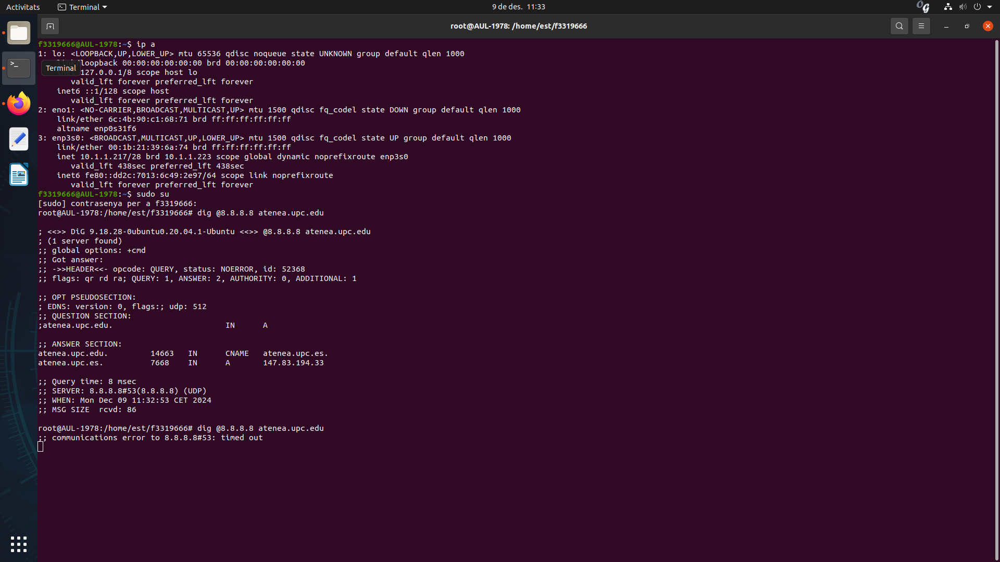 Activitats
Terminal
9 de des.  11:33
root@AUL-1978: /home/est/f3319666
f3319666@AUL-1978:~$ ip a
1: lo: <LOOPBACK,UP,LOWER_UP> mtu 65536 qdisc noqueue state UNKNOWN group default qlen 1000
loopback 00:00:00:00:00:00 brd 00:00:00:00:00:00
Terminal
127.0.0.1/8 scope host lo
valid_lft forever preferred_lft forever
inet6 ::1/128 scope host
valid_lft forever preferred_lft forever
2: eno1: <NO-CARRIER,BROADCAST,MULTICAST,UP> mtu 1500 qdisc fq_codel state DOWN group default qlen 1000
link/ether 6c:4b:90:c1:68:71 brd ff:ff:ff:ff:ff:ff
altname enp0s31f6
3: enp3s0: <BROADCAST,MULTICAST,UP,LOWER_UP> mtu 1500 qdisc fq_codel state UP group default qlen 1000
link/ether 00:1b:21:39:6a:74 brd ff:ff:ff:ff:ff:ff
inet 10.1.1.217/28 brd 10.1.1.223 scope global dynamic noprefixroute enp3s0
valid_lft 438sec preferred_lft 438sec
inet6 fe80::dd2c:7013:6c49:2e97/64 scope link noprefixroute
valid_lft forever preferred_lft forever
f3319666@AUL-1978:~$ sudo su
[sudo] contrasenya per a f3319666:
root@AUL-1978:/home/est/f3319666# dig @8.8.8.8 atenea.upc.edu
; <<>> DiG 9.18.28-0ubuntu0.20.04.1-Ubuntu <<>> @8.8.8.8 atenea.upc.edu
; (1 server found)
;; global options: +cmd
;; Got answer:
;; ->>HEADER<<- opcode: QUERY, status: NOERROR, id: 52368
;; flags: qr rd ra; QUERY: 1, ANSWER: 2, AUTHORITY: 0, ADDITIONAL: 1
;; OPT PSEUDOSECTION:
; EDNS: version: 0, flags:; udp: 512
;; QUESTION SECTION:
;atenea.upc.edu. IN A
;; ANSWER SECTION:
atenea.upc.edu. 14663 IN CNAME atenea.upc.es.
atenea.upc.es. 7668 IN A 147.83.194.33
;; Query time: 8 msec
;; SERVER: 8.8.8.8#53(8.8.8.8) (UDP)
;; WHEN: Mon Dec 09 11:32:53 CET 2024
;; MSG SIZE  rcvd: 86
root@AUL-1978:/home/est/f3319666# dig @8.8.8.8 atenea.upc.edu
;; communications error to 8.8.8.8#53: timed out